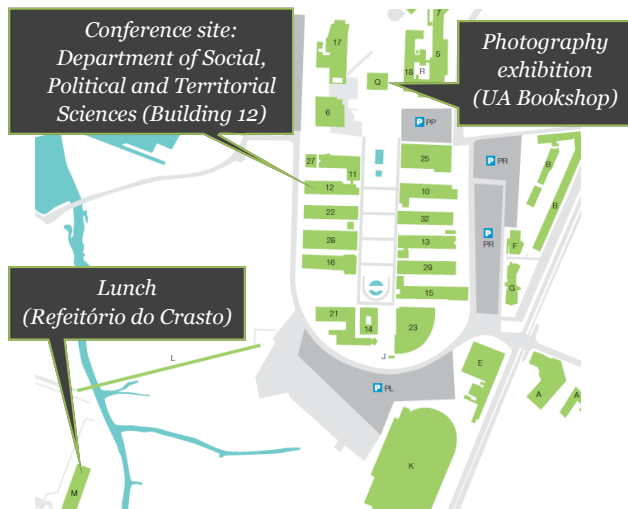 Conference site:
Department of Social,
Political and Territorial
Sciences (Building 12)
Photography
exhibition
(UA Bookshop)
Lunch
(Refeitório do Crasto)
17
7
5
18
R
Q
6
P PP
27
11
25
P PR
B
12
10
B
22
32
28
13
P
PR
F
16
29
G
15
21
14
23
J
L
E
P PL
A
A
K
M